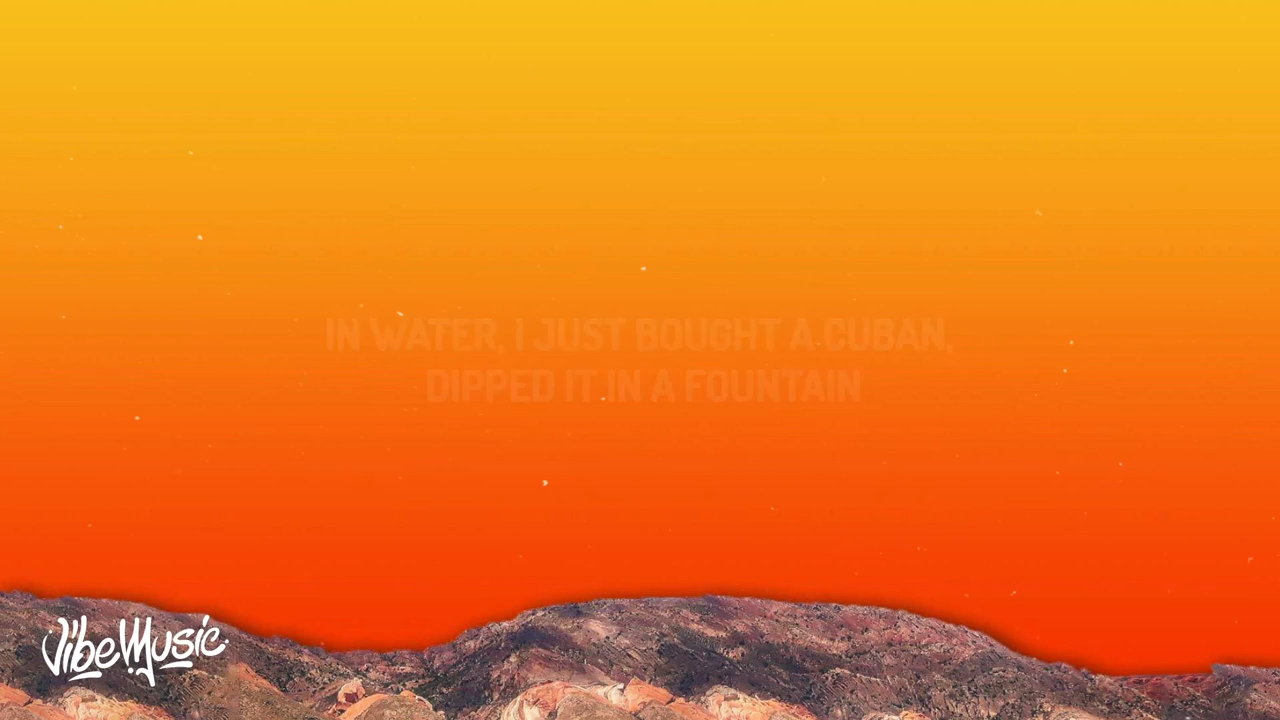 IN WATER, I JUST BOUGHT A CUBAN,
DIPPED IT IN A FOUNTAIN
VibeMusic